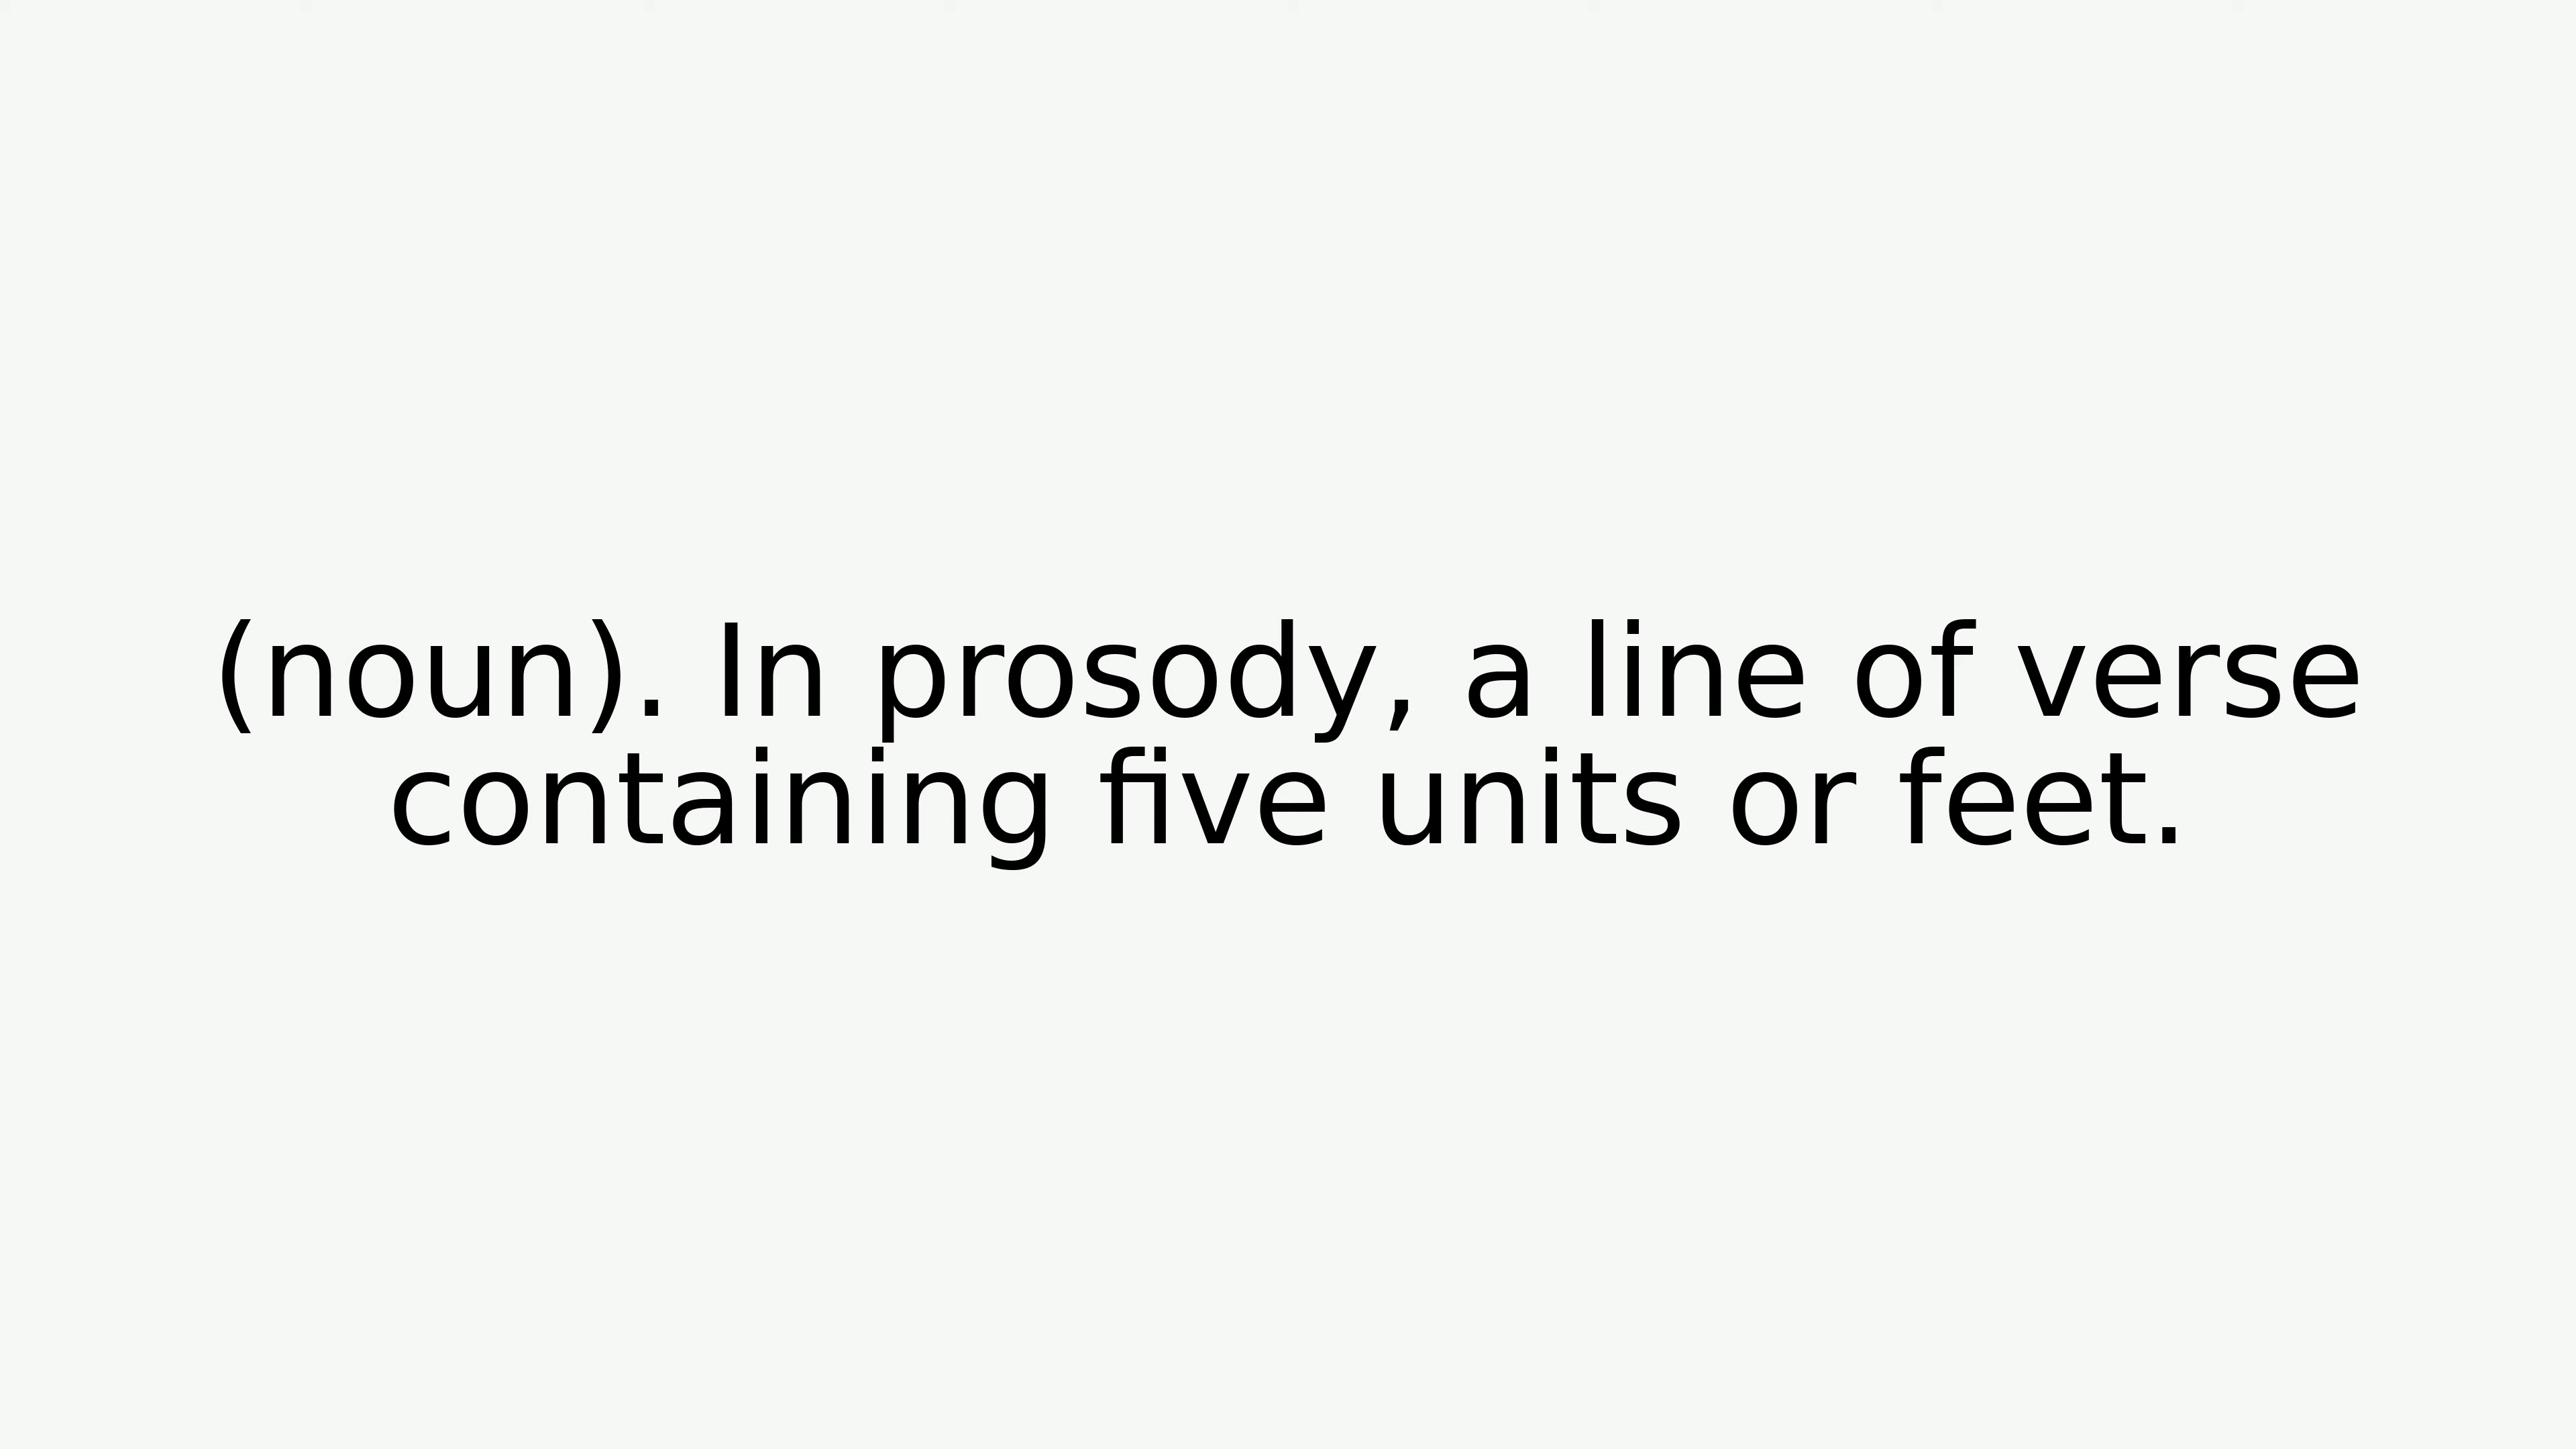 (noun). In prosody, a line of verse
containing five units or feet.